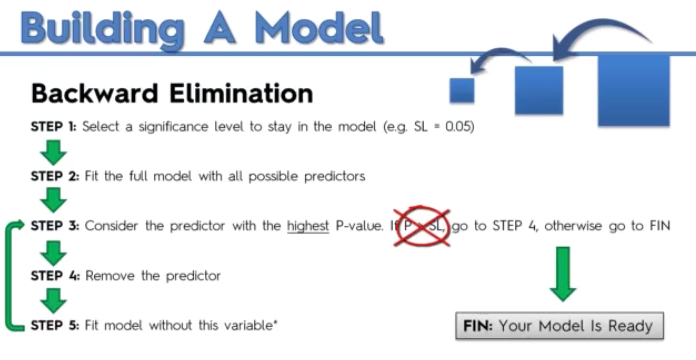 Building A Model
Backward Elimination
STEP 1: Select a significance level to stay in the model (e.g. SL = 0.05)
STEP 2: Fit the full model with all possible predictors
STEP 3: Consider the predictor with the highest P-value. If P > SL, go to STEP 4, otherwise go to FIN
STEP 4: Remove the predictor
STEP 5: Fit model without this variable*
FIN: Your Model Is Ready